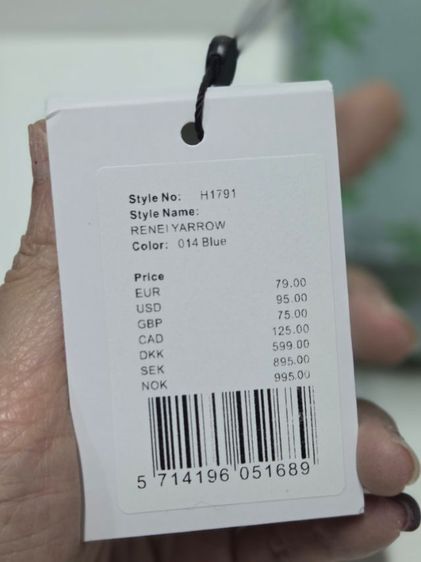 Style No: H1791
Style Name:
RENEI YARROW
Color: 014 Blue
Price
EUR 79.00
USD 95.00
GBP 75.00
CAD 125.00
DKK 599.00
SEK 895.00
NOK 995.00
5 714196 051689